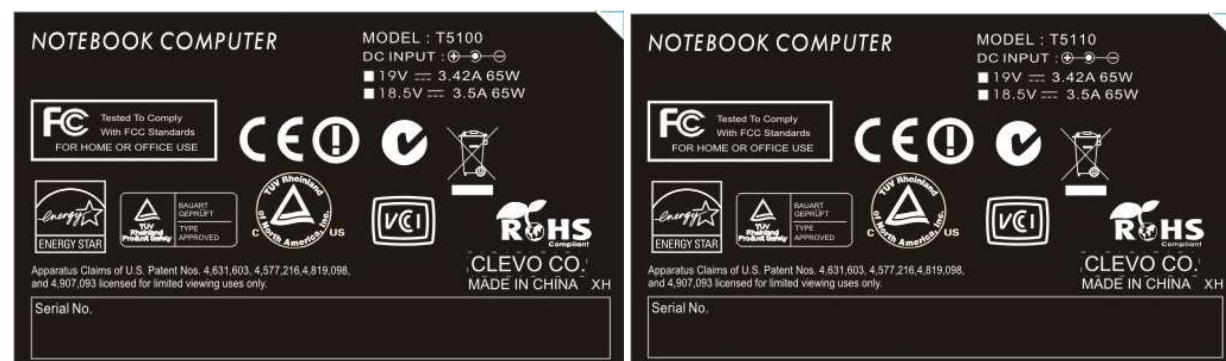 NOTEBOOK COMPUTER
MODEL : T5100
DC INPUT :
19V 3.42A 65W
18.5V 3.5A 65W
FC
Tested To Comply
With FCC Standards
FOR HOME OR OFFICE USE
CE
energy
ENERGY STAR
TÜV
Rheinland
Product Safety
BAUART
GEPRÜFT
TYPE
APPROVED
TÜV Rheinland
of North America, Inc.
C US
VCI
RoHS
Compliant
Apparatus Claims of U.S. Patent Nos. 4,631,603, 4,577,216,4,819,098,
and 4,907,093 licensed for limited viewing uses only.
CLEVO CO.
MADE IN CHINA XH
Serial No.
NOTEBOOK COMPUTER
MODEL : T5110
DC INPUT :
19V 3.42A 65W
18.5V 3.5A 65W
FC
Tested To Comply
With FCC Standards
FOR HOME OR OFFICE USE
CE
energy
ENERGY STAR
TÜV
Rheinland
Product Safety
BAUART
GEPRÜFT
TYPE
APPROVED
TÜV Rheinland
of North America, Inc.
C US
VCI
RoHS
Compliant
Apparatus Claims of U.S. Patent Nos. 4,631,603, 4,577,216,4,819,098,
and 4,907,093 licensed for limited viewing uses only.
CLEVO CO.
MADE IN CHINA XH
Serial No.